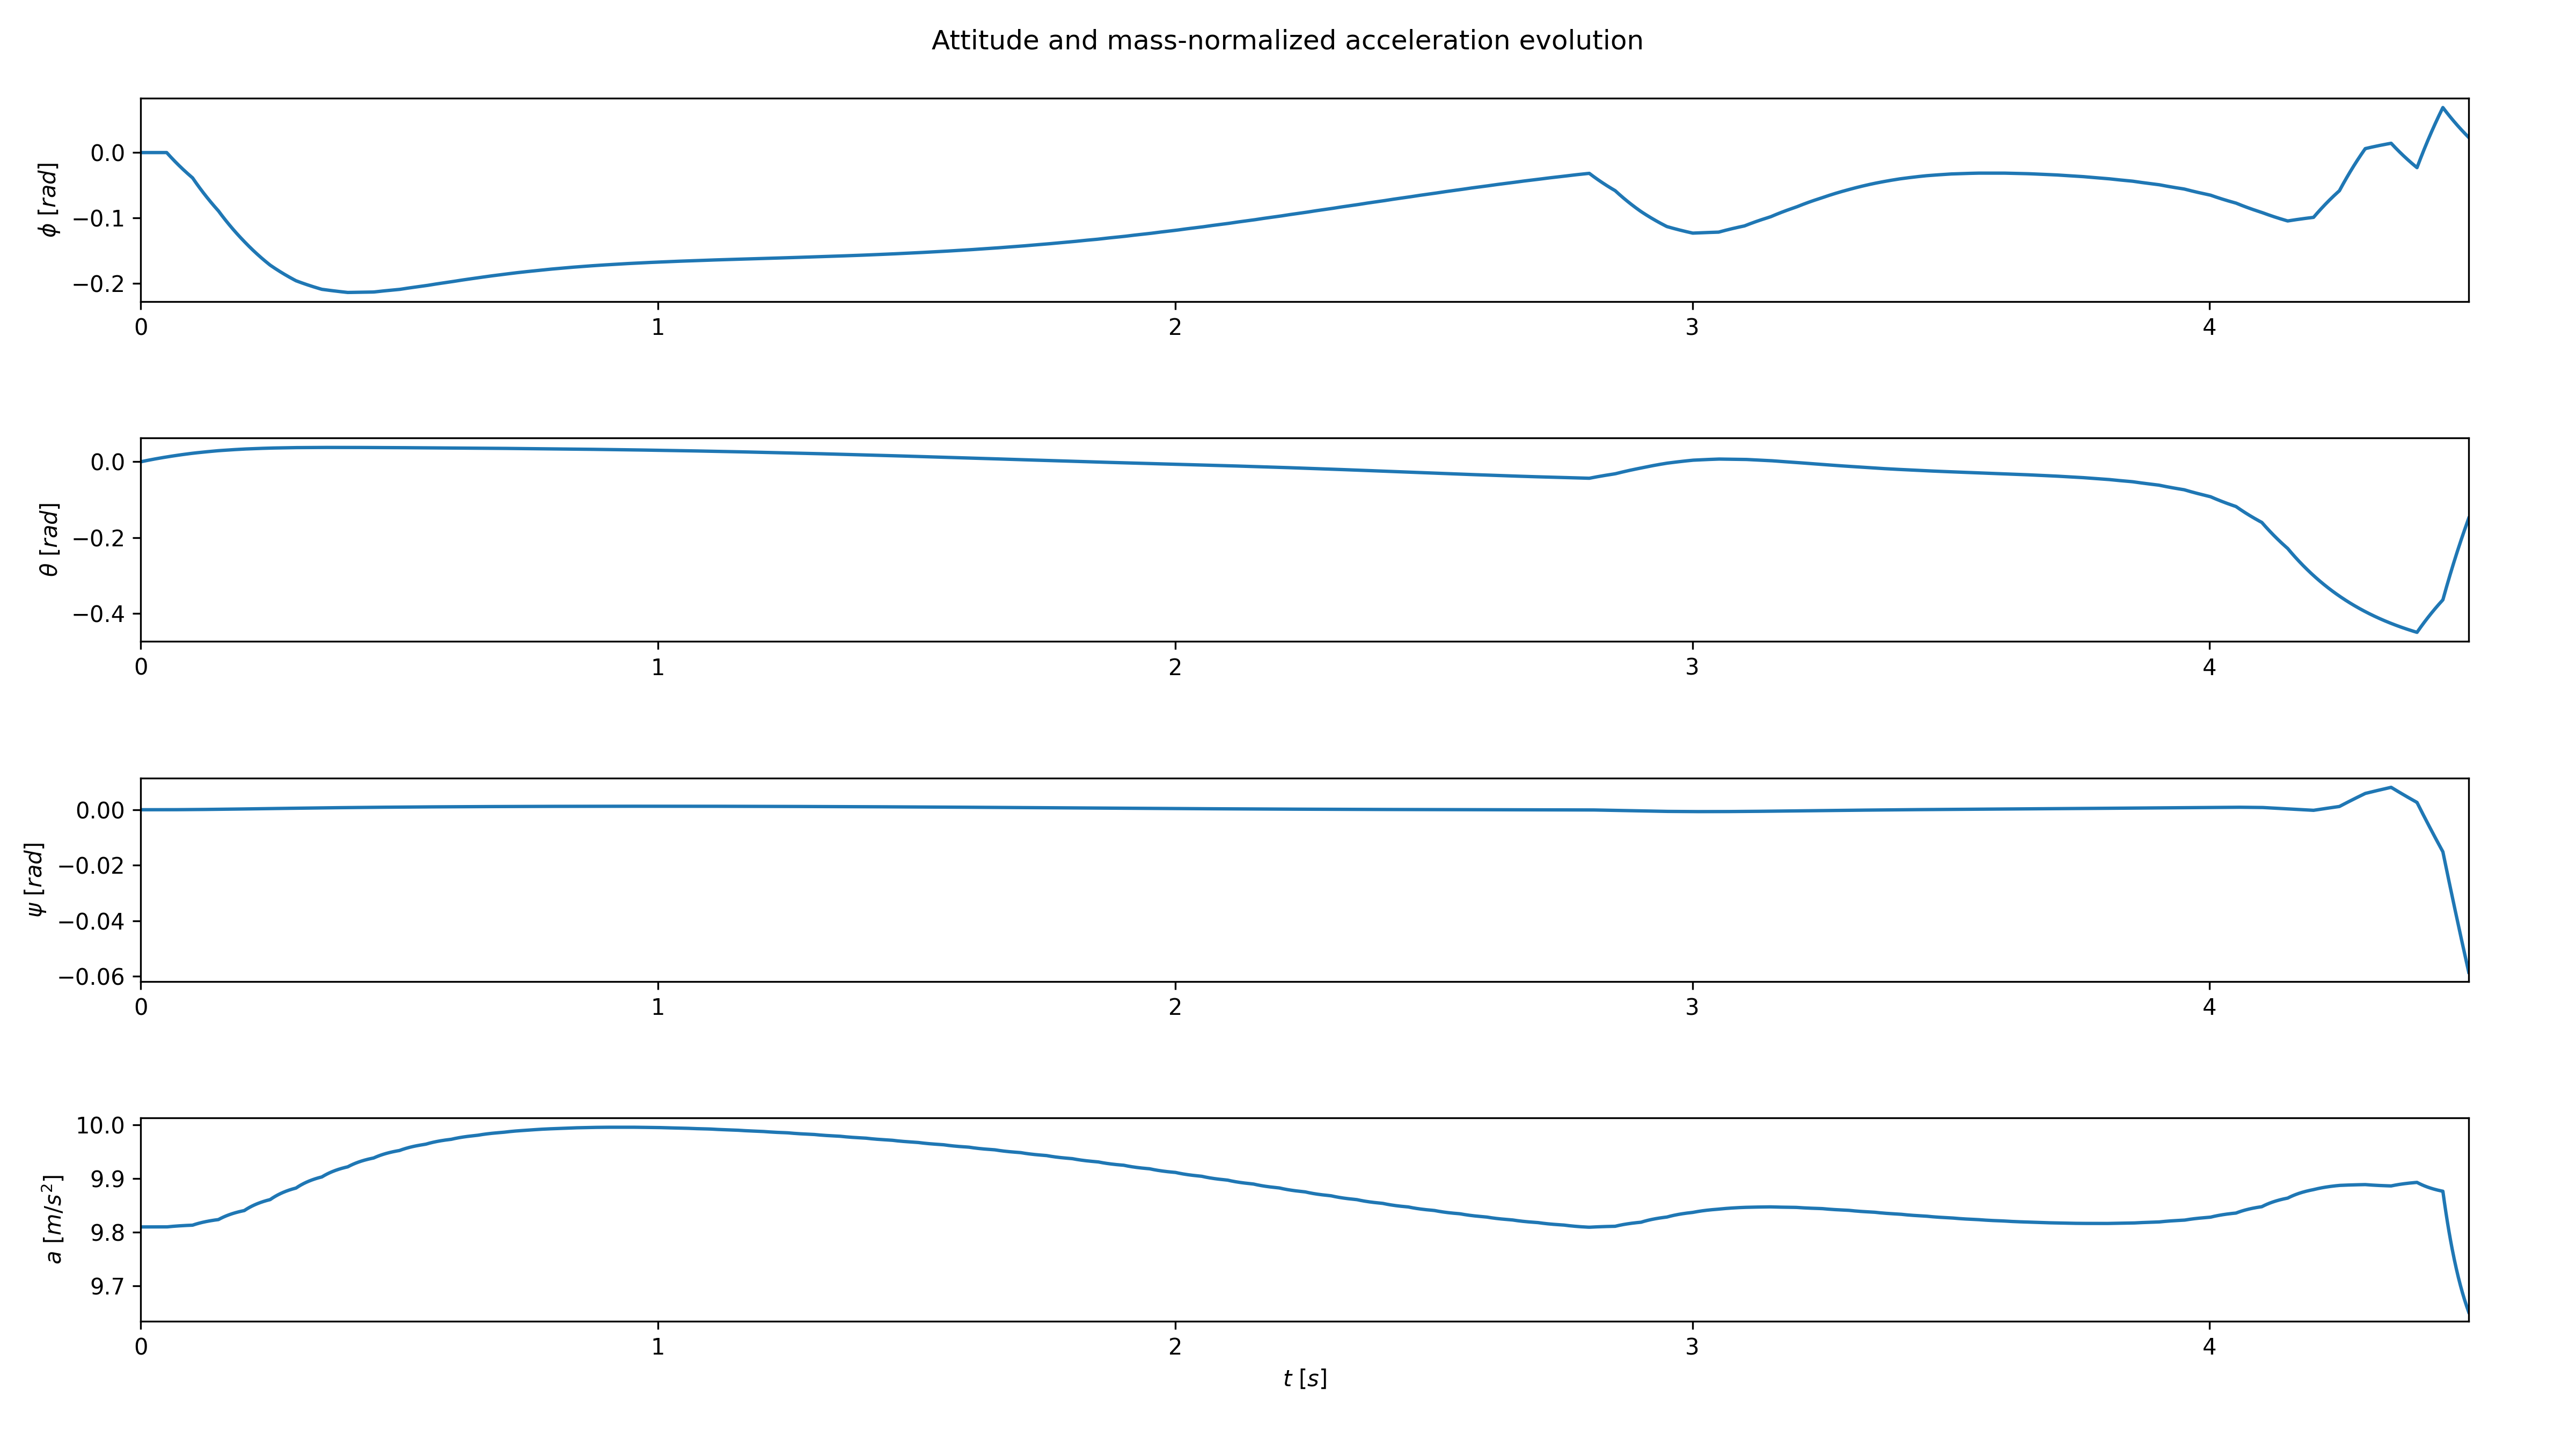 Attitude and mass-normalized acceleration evolution
ϕ [rad]
0.0
−0.1
−0.2
0 1 2 3 4
θ [rad]
0.0
−0.2
−0.4
0 1 2 3 4
ψ [rad]
0.00
−0.02
−0.04
−0.06
0 1 2 3 4
a [m/s²]
10.0
9.9
9.8
9.7
0 1 2 3 4
t [s]